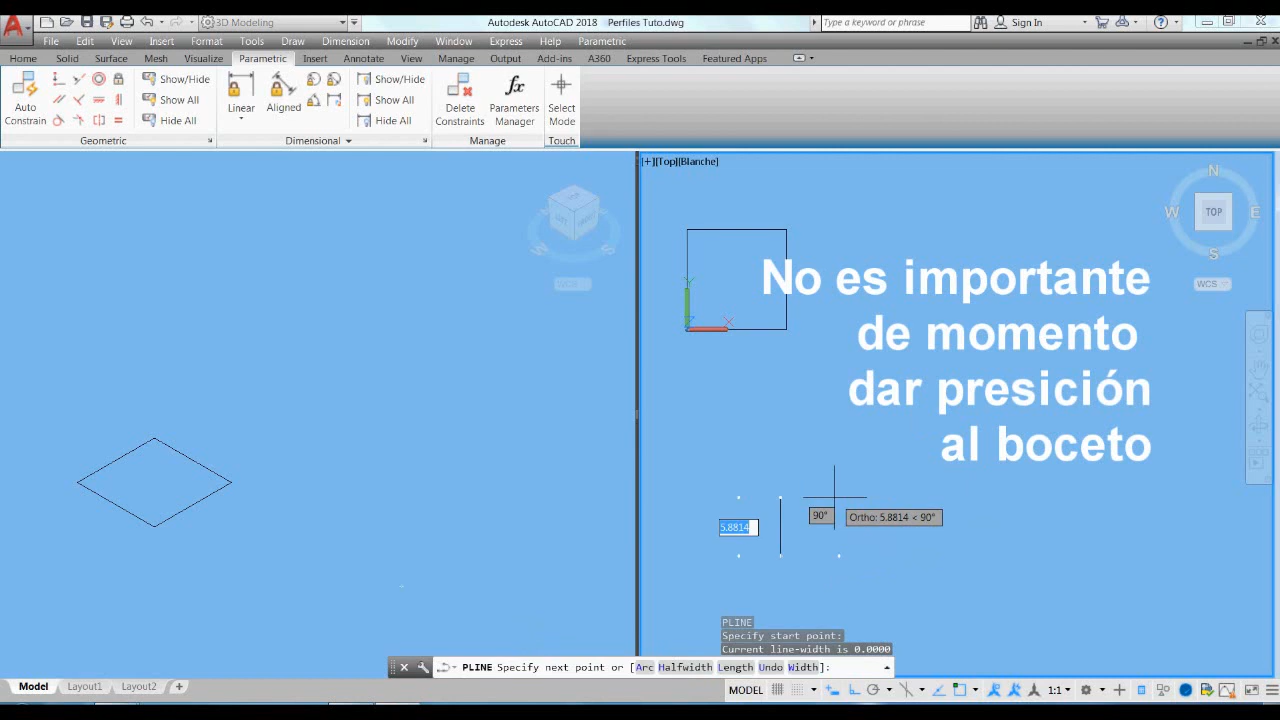 3D Modeling
Autodesk AutoCAD 2018 Perfiles Tuto.dwg
Type a keyword or phrase
Sign In
File Edit View Insert Format Tools Draw Dimension Modify Window Express Help Parametric
Home Solid Surface Mesh Visualize Parametric Insert Annotate View Manage Output Add-ins A360 Express Tools Featured Apps
Auto
Constrain
Show/Hide
Show All
Hide All
Linear
Aligned
Show/Hide
Show All
Hide All
Delete
Constraints
fx
Parameters
Manager
Select
Mode
Geometric
Dimensional
Manage
Touch
[+][Top][Blanche]
N
W
TOP
E
S
WCS
W
S
WCS
Y
X
Z
No es importante
de momento
dar presición
al boceto
5.8814
90°
Ortho: 5.8814 < 90°
PLINE
Specify start point:
Current line-width is 0.0000
PLINE Specify next point or [Arc Halfwidth Length Undo Width]:
Model Layout1 Layout2 +
MODEL
1:1